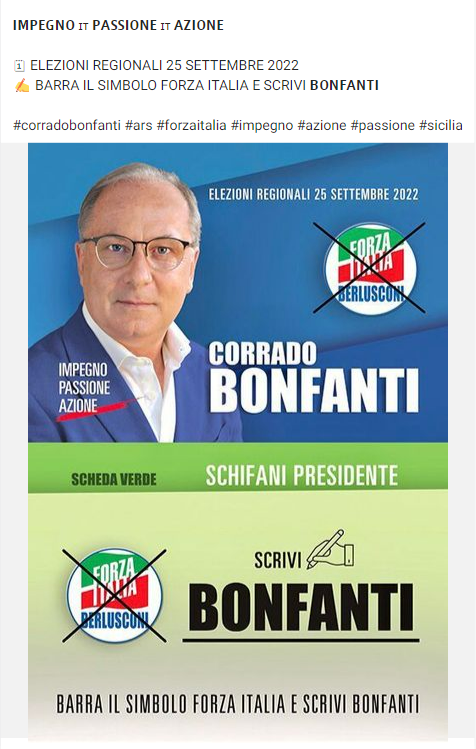 IMPEGNO IT PASSIONE IT AZIONE
🗓 ELEZIONI REGIONALI 25 SETTEMBRE 2022
✍ BARRA IL SIMBOLO FORZA ITALIA E SCRIVI BONFANTI
#corradobonfanti #ars #forzaitalia #impegno #azione #passione #sicilia
ELEZIONI REGIONALI 25 SETTEMBRE 2022
FORZA
ITALIA
BERLUSCONI
CORRADO
BONFANTI
IMPEGNO
PASSIONE
AZIONE
SCHEDA VERDE
SCHIFANI PRESIDENTE
FORZA
ITALIA
BERLUSCONI
SCRIVI
BONFANTI
BARRA IL SIMBOLO FORZA ITALIA E SCRIVI BONFANTI